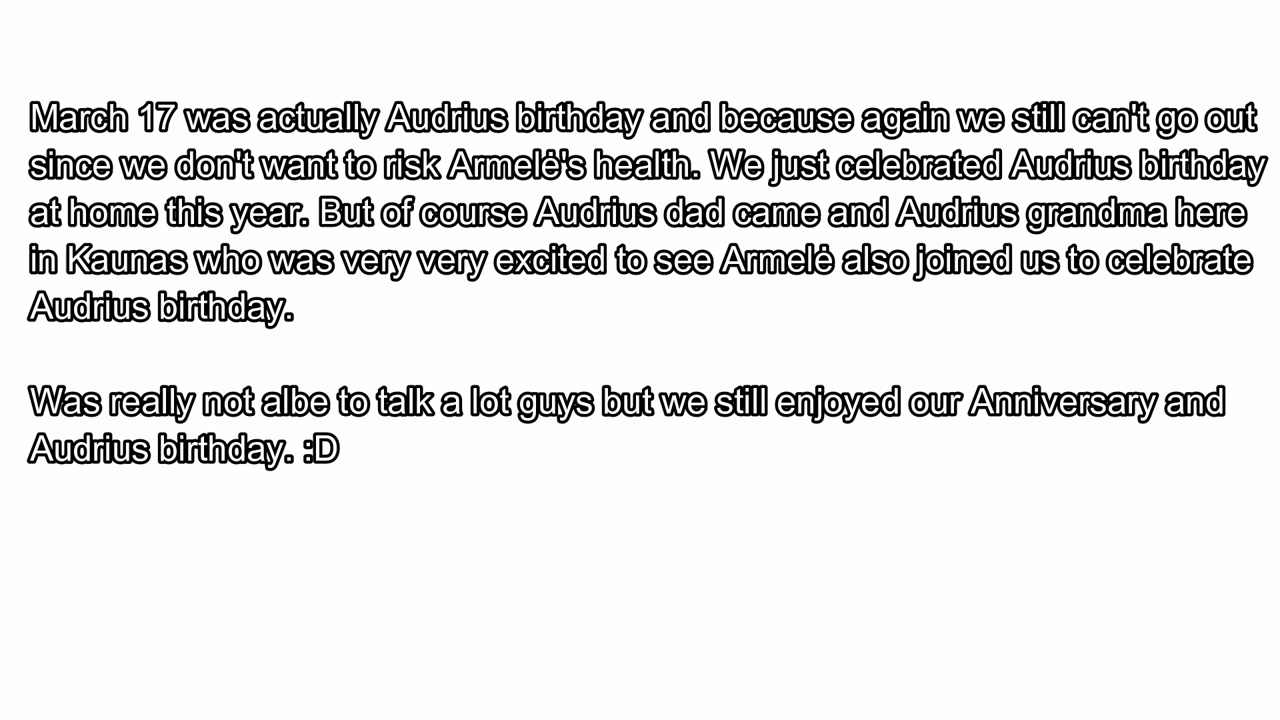 March 17 was actually Audrius birthday and because again we still can't go out
since we don't want to risk Armelė's health. We just celebrated Audrius birthday
at home this year. But of course Audrius dad came and Audrius grandma here
in Kaunas who was very very excited to see Armelė also joined us to celebrate
Audrius birthday.
Was really not albe to talk a lot guys but we still enjoyed our Anniversary and
Audrius birthday. :D